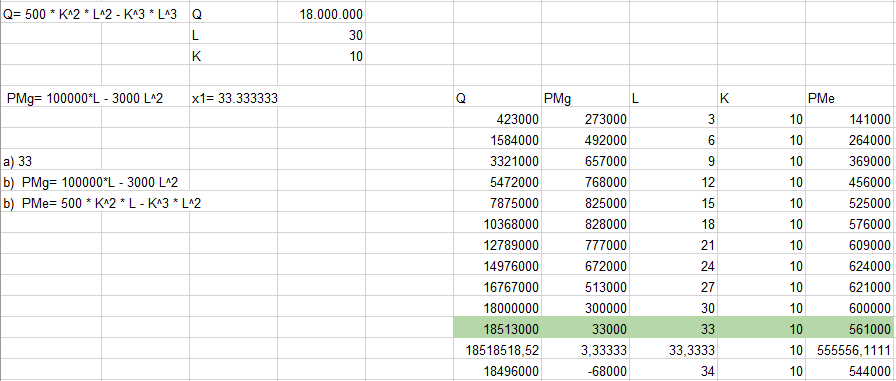 Q= 500 * K^2 * L^2 - K^3 * L^3 Q 18.000.000
L 30
K 10
PMg= 100000*L - 3000 L^2 x1= 33.333333 Q PMg L K PMe
423000 273000 3 10 141000
1584000 492000 6 10 264000
a) 33 3321000 657000 9 10 369000
b) PMg= 100000*L - 3000 L^2 5472000 768000 12 10 456000
b) PMe= 500 * K^2 * L - K^3 * L^2 7875000 825000 15 10 525000
10368000 828000 18 10 576000
12789000 777000 21 10 609000
14976000 672000 24 10 624000
16767000 513000 27 10 621000
18000000 300000 30 10 600000
18513000 33000 33 10 561000
18518518,52 3,33333 33,3333 10 555556,1111
18496000 -68000 34 10 544000